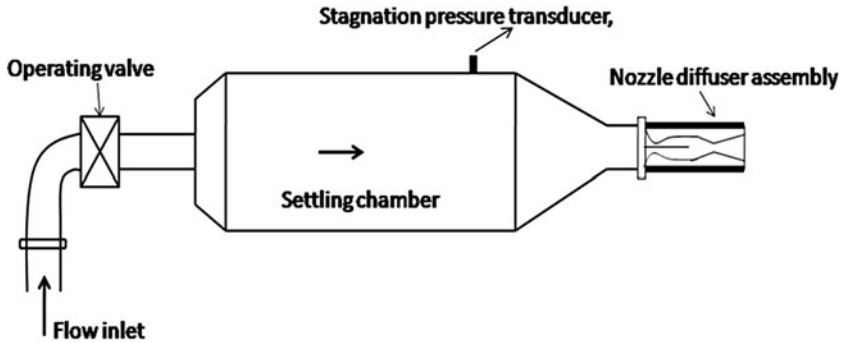 Stagnation pressure transducer,
Operating valve
Nozzle diffuser assembly
Settling chamber
Flow inlet